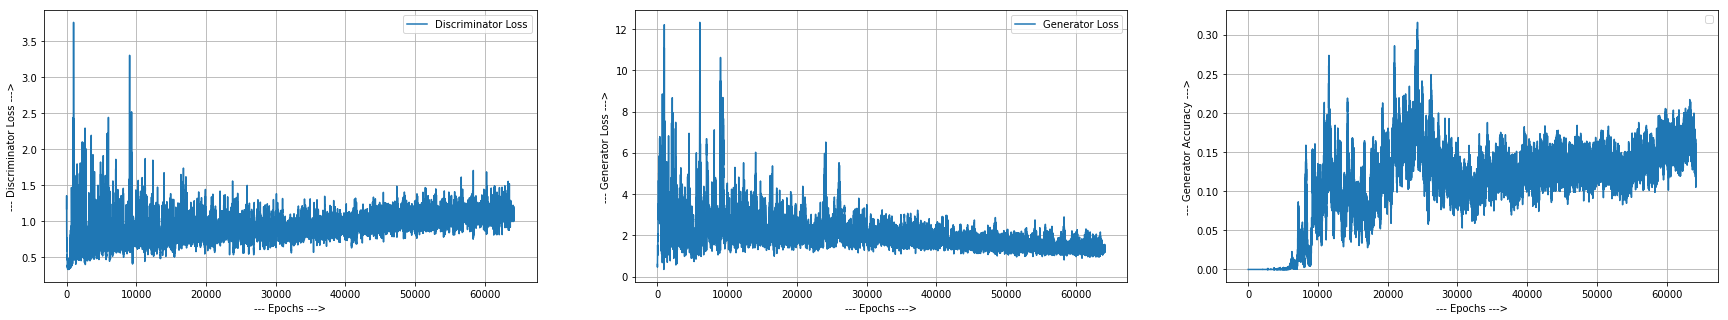 Discriminator Loss
--- Discriminator Loss --->
3.5
3.0
2.5
2.0
1.5
1.0
0.5
0 10000 20000 30000 40000 50000 60000
--- Epochs --->
Generator Loss
--- Generator Loss --->
12
10
8
6
4
2
0
0 10000 20000 30000 40000 50000 60000
--- Epochs --->
--- Generator Accuracy --->
0.30
0.25
0.20
0.15
0.10
0.05
0.00
0 10000 20000 30000 40000 50000 60000
--- Epochs --->